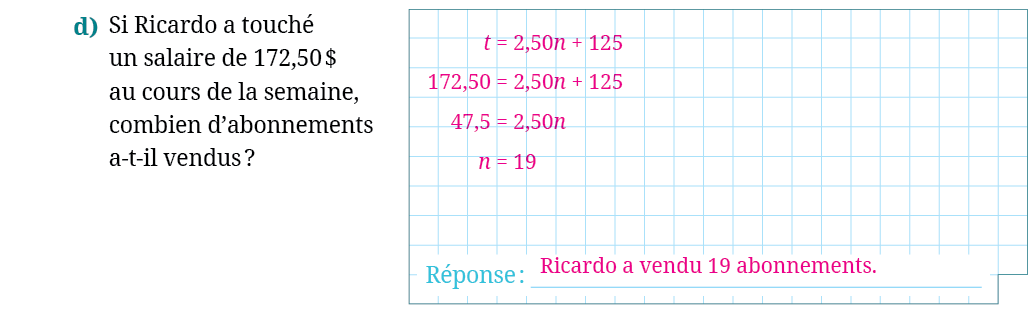 d) Si Ricardo a touché
un salaire de 172,50 $
au cours de la semaine,
combien d’abonnements
a-t-il vendus ?
t = 2,50n + 125
172,50 = 2,50n + 125
47,5 = 2,50n
n = 19
Réponse : Ricardo a vendu 19 abonnements.